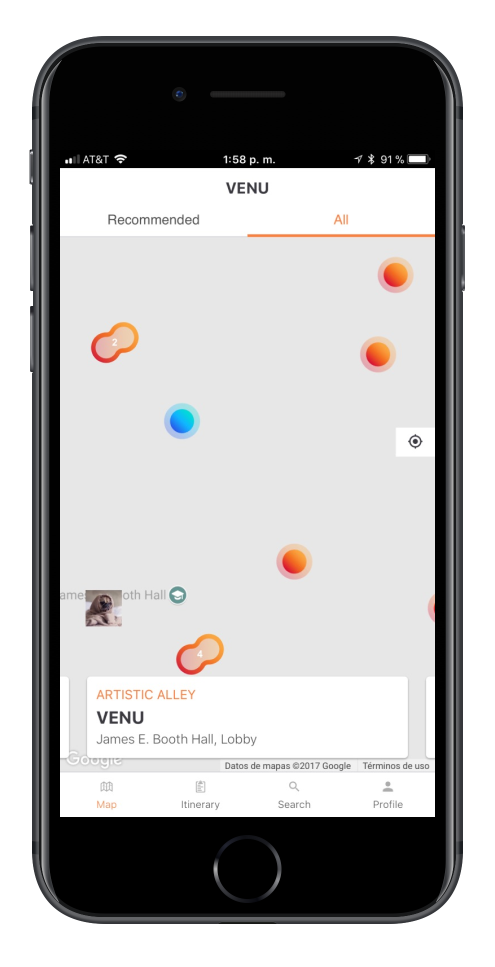 AT&T
1:58 p. m.
91 %
VENU
Recommended
All
2
oth Hall
4
ARTISTIC ALLEY
VENU
James E. Booth Hall, Lobby
Google
Datos de mapas ©2017 Google
Términos de uso
Map
Itinerary
Search
Profile